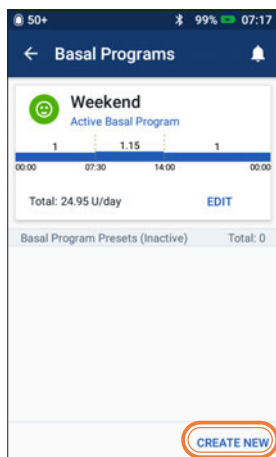 50+ 99% 07:17
Basal Programs
Weekend
Active Basal Program
1 1.15 1
00:00 07:30 14:00 00:00
Total: 24.95 U/day EDIT
Basal Program Presets (Inactive) Total: 0
CREATE NEW